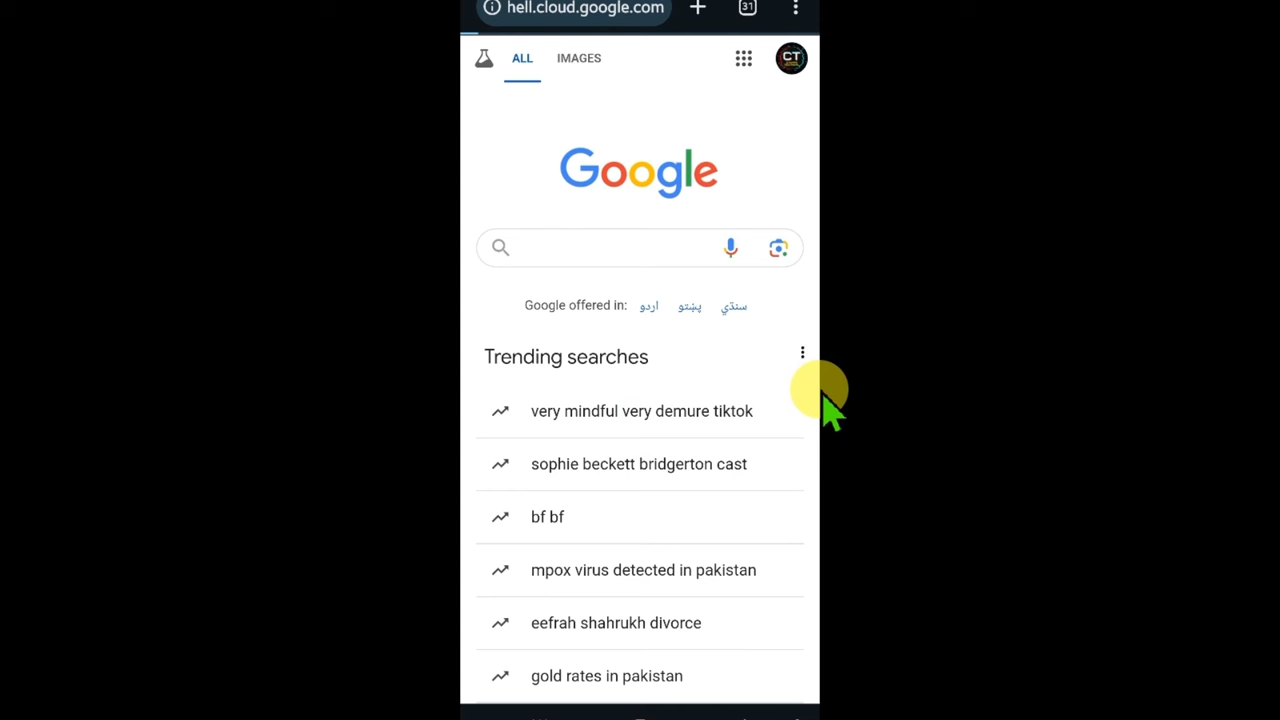 hell.cloud.google.com
31
ALL IMAGES
CT
Google
Google offered in: اردو پښتو سنڌي
Trending searches
very mindful very demure tiktok
sophie beckett bridgerton cast
bf bf
mpox virus detected in pakistan
eefrah shahrukh divorce
gold rates in pakistan